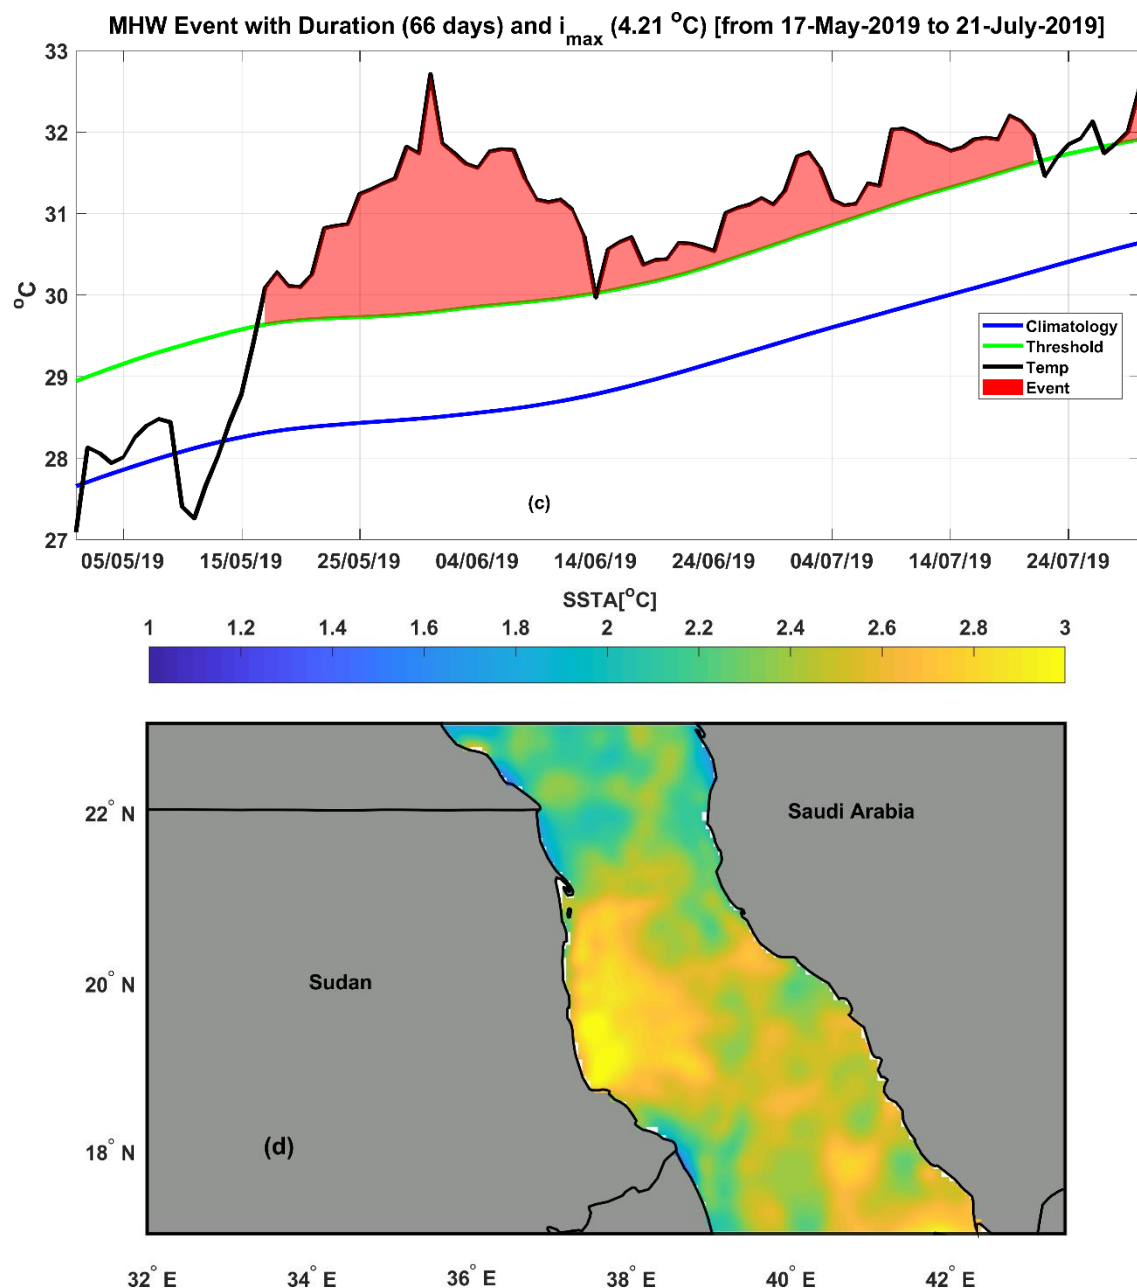 MHW Event with Duration (66 days) and i_max (4.21 °C) [from 17-May-2019 to 21-July-2019]
33
32
31
30
29
28
27
°C
Climatology
Threshold
Temp
Event
(c)
05/05/19 15/05/19 25/05/19 04/06/19 14/06/19 24/06/19 04/07/19 14/07/19 24/07/19
SSTA[°C]
1 1.2 1.4 1.6 1.8 2 2.2 2.4 2.6 2.8 3
22° N
20° N
18° N
Saudi Arabia
Sudan
(d)
32° E 34° E 36° E 38° E 40° E 42° E